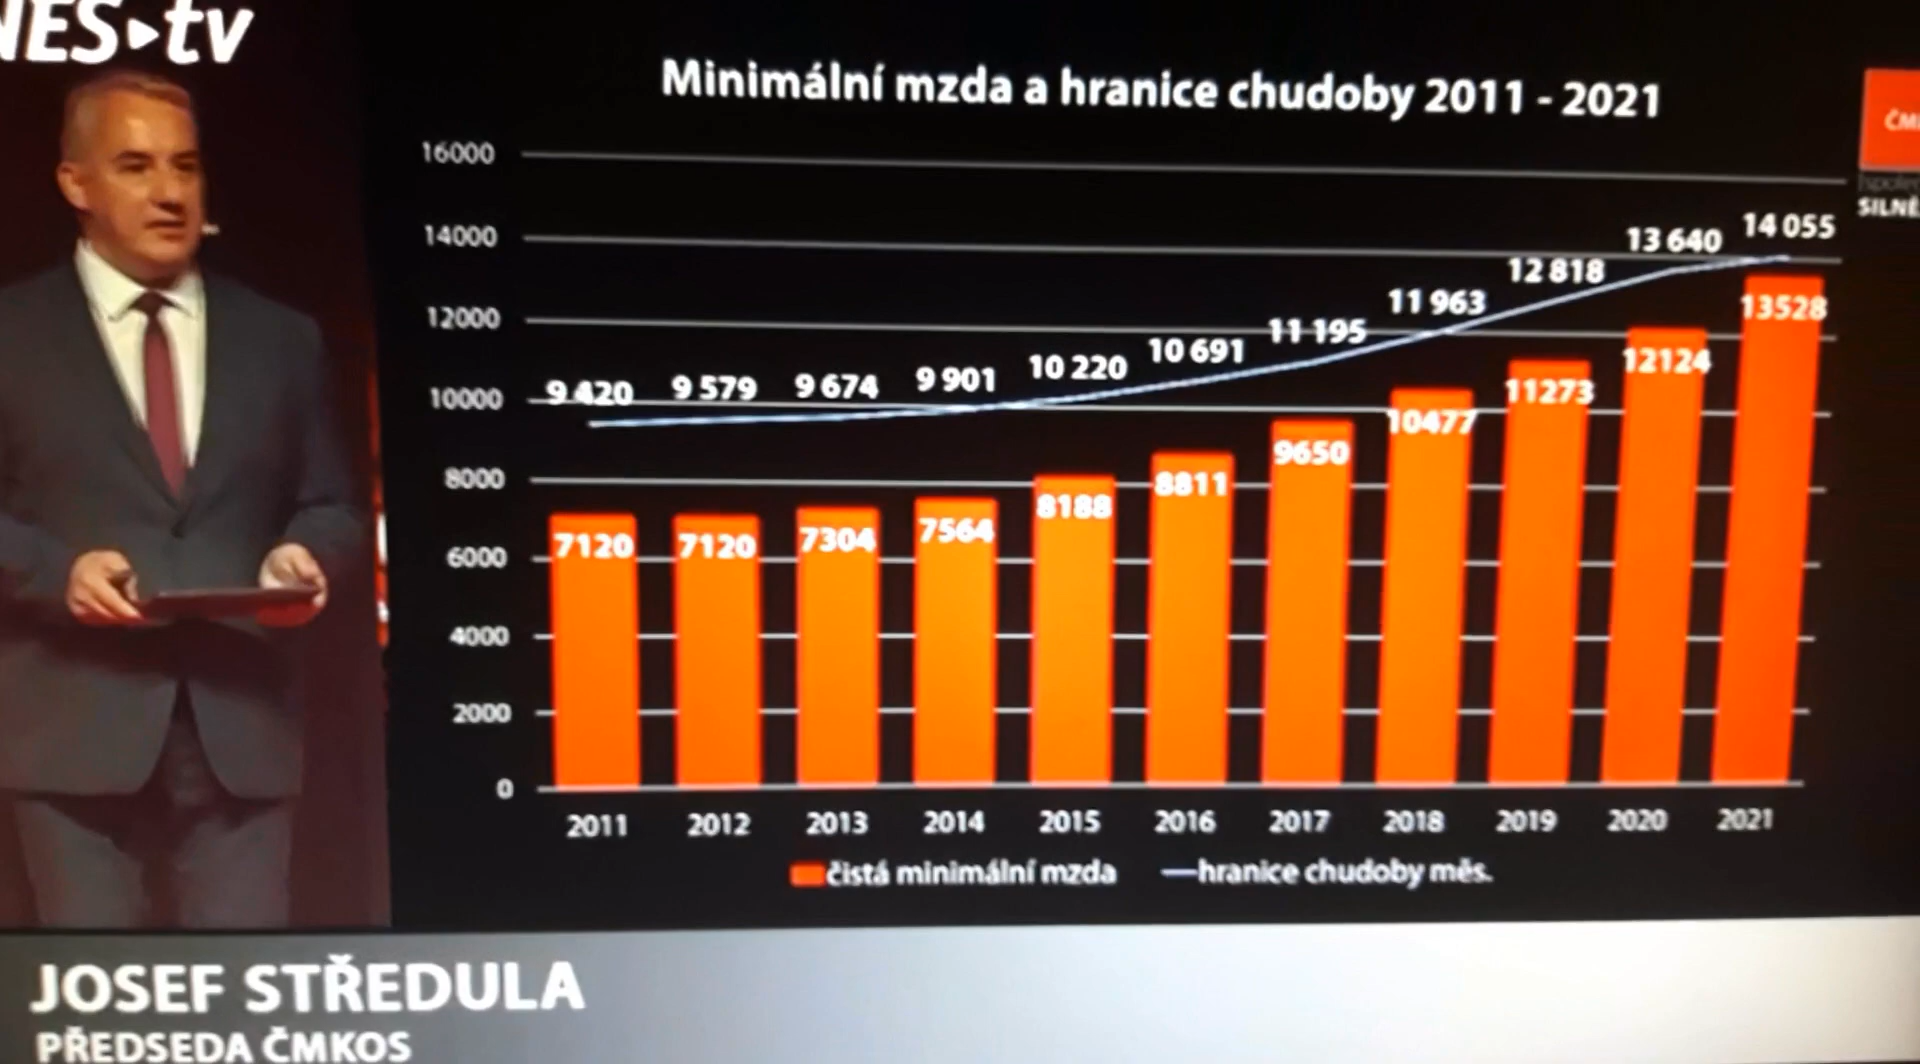 NES tv
Minimální mzda a hranice chudoby 2011 - 2021
16000
14000
12000
10000
8000
6000
4000
2000
0
9 420 9 579 9 674 9 901 10 220 10 691 11 195 11 963 12 818 13 640 14 055
7120 7120 7304 7564 8188 8811 9650 10477 11273 12124 13528
2011 2012 2013 2014 2015 2016 2017 2018 2019 2020 2021
čistá minimální mzda hranice chudoby měs.
ČM
SILNĚ
JOSEF STŘEDULA
PŘEDSEDA ČMKOS